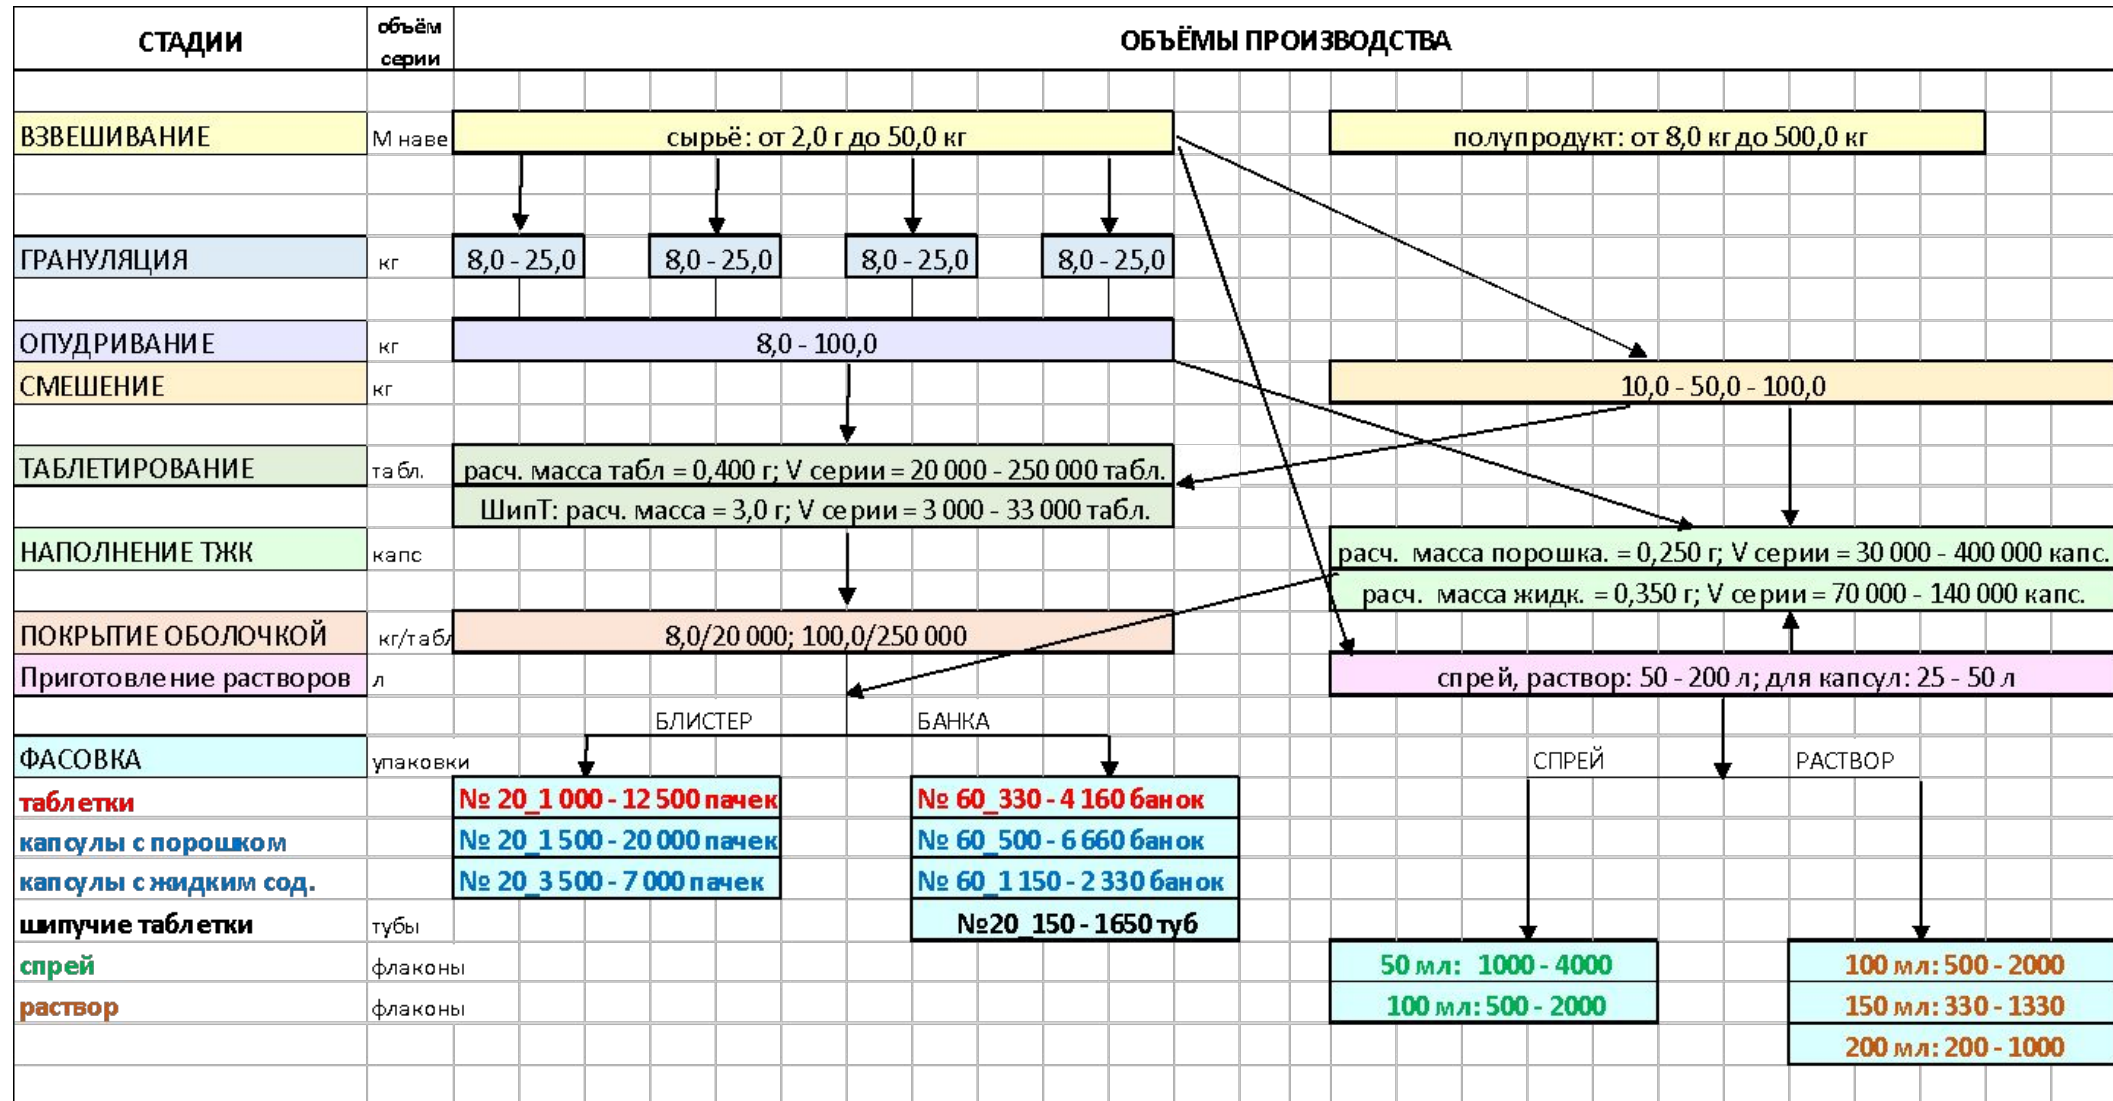 СТАДИИ
объём
серии
ОБЪЁМЫ ПРОИЗВОДСТВА
ВЗВЕШИВАНИЕ
М наве
сырьё: от 2,0 г до 50,0 кг
полупродукт: от 8,0 кг до 500,0 кг
ГРАНУЛЯЦИЯ
кг
8,0 - 25,0
8,0 - 25,0
8,0 - 25,0
8,0 - 25,0
ОПУДРИВАНИЕ
кг
8,0 - 100,0
СМЕШЕНИЕ
кг
10,0 - 50,0 - 100,0
ТАБЛЕТИРОВАНИЕ
табл.
расч. масса табл = 0,400 г; V серии = 20 000 - 250 000 табл.
ШипТ: расч. масса = 3,0 г; V серии = 3 000 - 33 000 табл.
НАПОЛНЕНИЕ ТЖК
капс
расч. масса порошка. = 0,250 г; V серии = 30 000 - 400 000 капс.
расч. масса жидк. = 0,350 г; V серии = 70 000 - 140 000 капс.
ПОКРЫТИЕ ОБОЛОЧКОЙ
кг/табл
8,0/20 000; 100,0/250 000
Приготовление растворов
л
спрей, раствор: 50 - 200 л; для капсул: 25 - 50 л
БЛИСТЕР
БАНКА
ФАСОВКА
упаковки
СПРЕЙ
РАСТВОР
таблетки
№ 20_1 000 - 12 500 пачек
№ 60_330 - 4 160 банок
капсулы с порошком
№ 20_1 500 - 20 000 пачек
№ 60_500 - 6 660 банок
капсулы с жидким сод.
№ 20_3 500 - 7 000 пачек
№ 60_1 150 - 2 330 банок
шипучие таблетки
тубы
№20_150 - 1650 туб
спрей
флаконы
50 мл: 1000 - 4000
100 мл: 500 - 2000
раствор
флаконы
100 мл: 500 - 2000
150 мл: 330 - 1330
200 мл: 200 - 1000